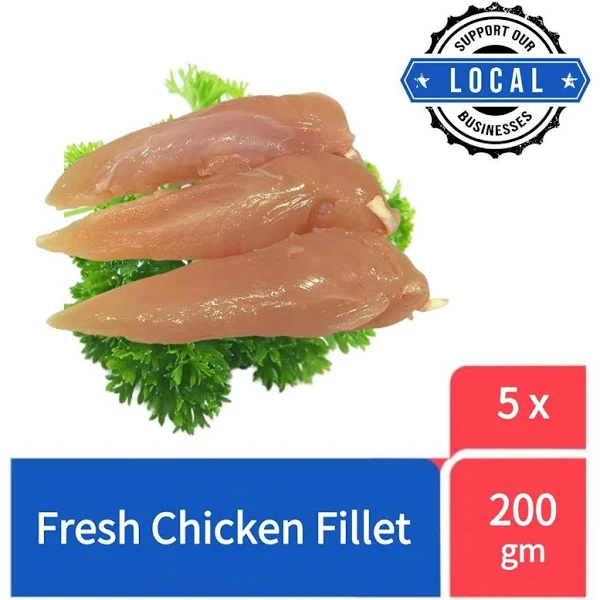 SUPPORT OUR
LOCAL
BUSINESSES
5 x
Fresh Chicken Fillet
200
gm